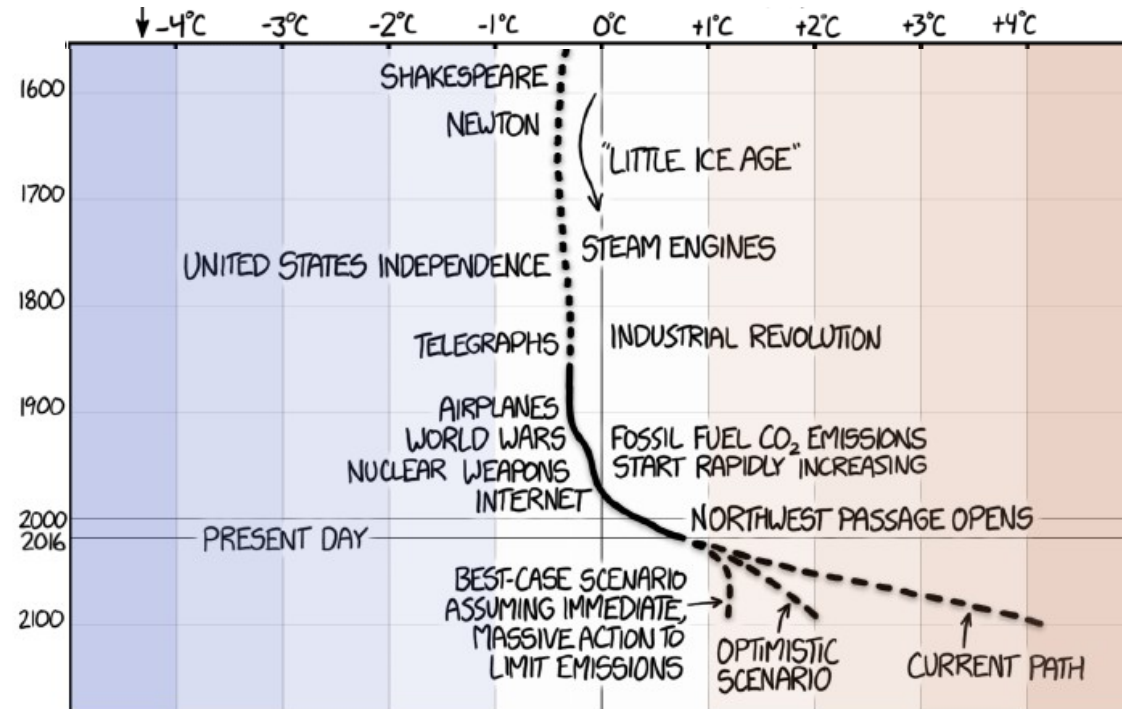 -4°C -3°C -2°C -1°C 0°C +1°C +2°C +3°C +4°C
SHAKESPEARE
1600
NEWTON
"LITTLE ICE AGE"
1700
STEAM ENGINES
UNITED STATES INDEPENDENCE
1800
TELEGRAPHS
INDUSTRIAL REVOLUTION
1900
AIRPLANES
WORLD WARS
NUCLEAR WEAPONS
INTERNET
FOSSIL FUEL CO₂ EMISSIONS
START RAPIDLY INCREASING
2000
NORTHWEST PASSAGE OPENS
2016
PRESENT DAY
BEST-CASE SCENARIO
ASSUMING IMMEDIATE,
MASSIVE ACTION TO
LIMIT EMISSIONS
2100
OPTIMISTIC
SCENARIO
CURRENT PATH